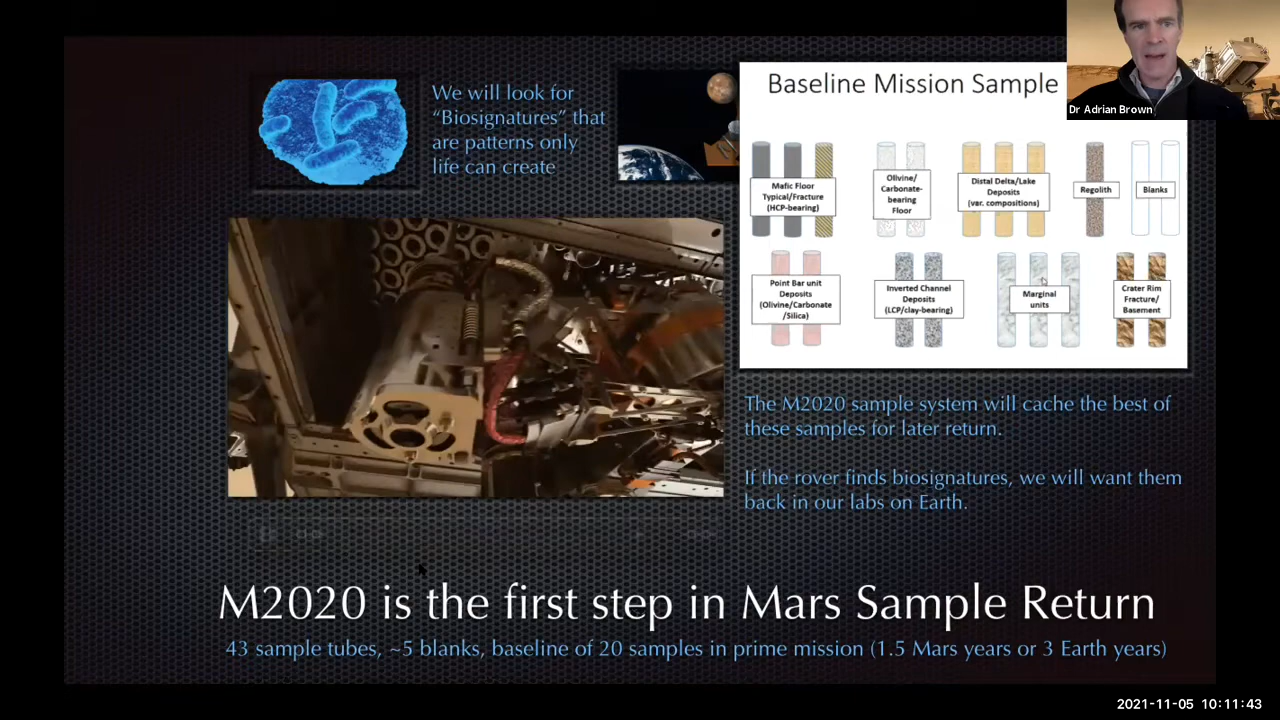 We will look for
“Biosignatures” that
are patterns only
life can create
Baseline Mission Sample
Dr Adrian Brown
Mafic Floor
Typical/Fracture
(HCP-bearing)
Olivine/
Carbonate-
bearing
Floor
Distal Delta/Lake
Deposits
(var. compositions)
Regolith
Blanks
Point Bar unit
Deposits
(Olivine/Carbonate
/Silica)
Inverted Channel
Deposits
(LCP/clay-bearing)
Marginal
units
Crater Rim
Fracture/
Basement
The M2020 sample system will cache the best of
these samples for later return.
If the rover finds biosignatures, we will want them
back in our labs on Earth.
M2020 is the first step in Mars Sample Return
43 sample tubes, ~5 blanks, baseline of 20 samples in prime mission (1.5 Mars years or 3 Earth years)
2021-11-05 10:11:43